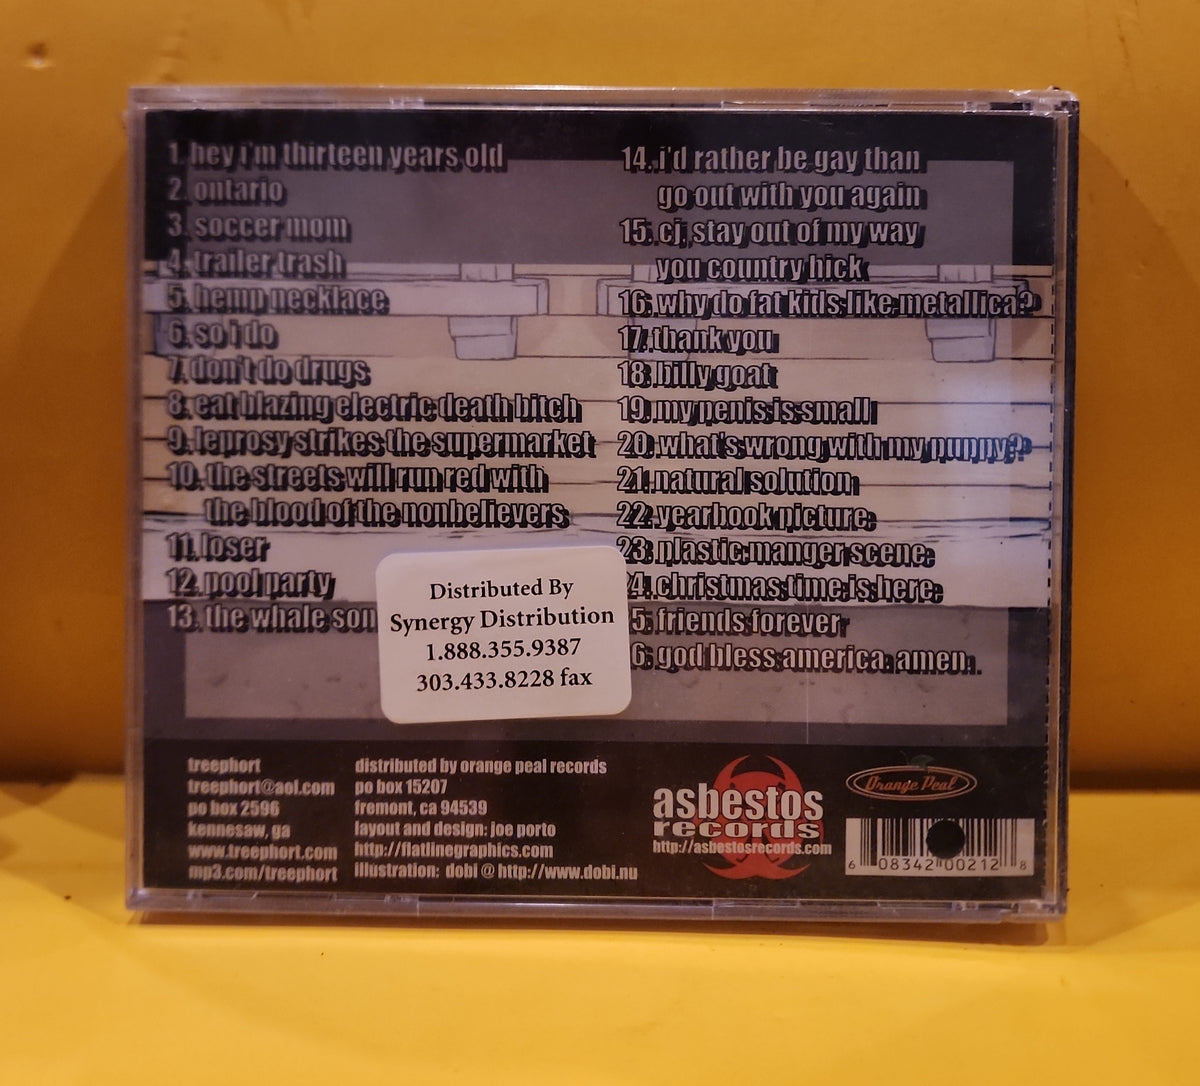 1. hey i'm thirteen years old
2. ontario
3. soccer mom
4. trailer trash
5. hemp necklace
6. so i do
7. don't do drugs
8. eat blazing electric death bitch
9. leprosy strikes the supermarket
10. the streets will run red with
the blood of the nonbelievers
11. loser
12. pool party
13. the whale son
14. i'd rather be gay than
go out with you again
15. cj, stay out of my way
you country hick
16. why do fat kids like metallica?
17. thank you
18. billy goat
19. my penis is small
20. what's wrong with my puppy?
21. natural solution
22. yearbook picture
23. plastic manger scene
24. christmas time is here
5. friends forever
6. god bless america. amen.
Distributed By
Synergy Distribution
1.888.355.9387
303.433.8228 fax
treephort
treephort@aol.com
po box 2596
kennesaw, ga
www.treephort.com
mp3.com/treephort
distributed by orange peal records
po box 15207
fremont, ca 94539
layout and design: joe porto
http://flatlinegraphics.com
illustration: dobi @ http://www.dobi.nu
asbestos
records
http://asbestosrecords.com
Orange Peal
6 08342 00212 8